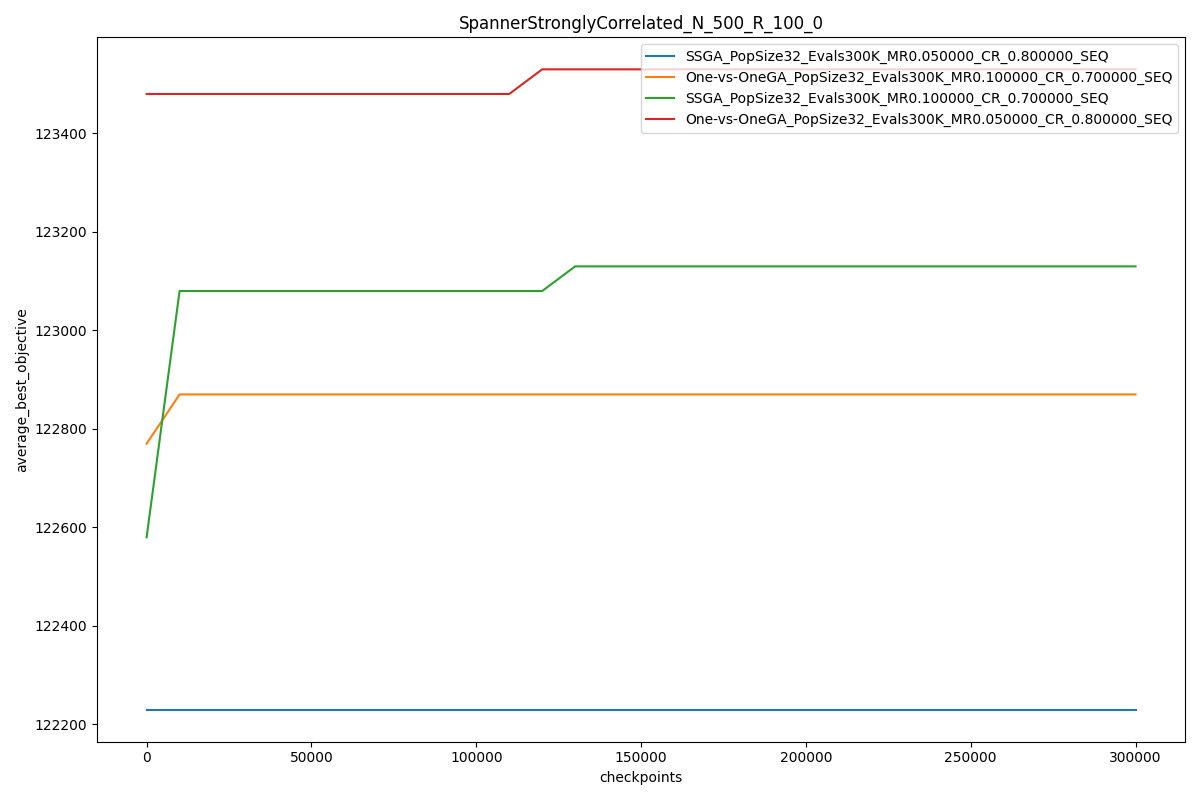 SpannerStronglyCorrelated_N_500_R_100_0
SSGA_PopSize32_Evals300K_MR0.050000_CR_0.800000_SEQ
One-vs-OneGA_PopSize32_Evals300K_MR0.100000_CR_0.700000_SEQ
SSGA_PopSize32_Evals300K_MR0.100000_CR_0.700000_SEQ
One-vs-OneGA_PopSize32_Evals300K_MR0.050000_CR_0.800000_SEQ
average_best_objective
123400
123200
123000
122800
122600
122400
122200
0 50000 100000 150000 200000 250000 300000
checkpoints